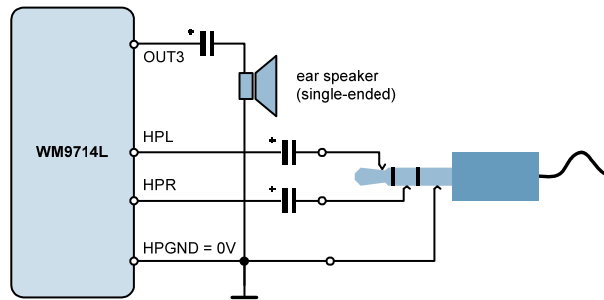 OUT3
ear speaker
(single-ended)
HPL
WM9714L
HPR
HPGND = 0V
+
+
+